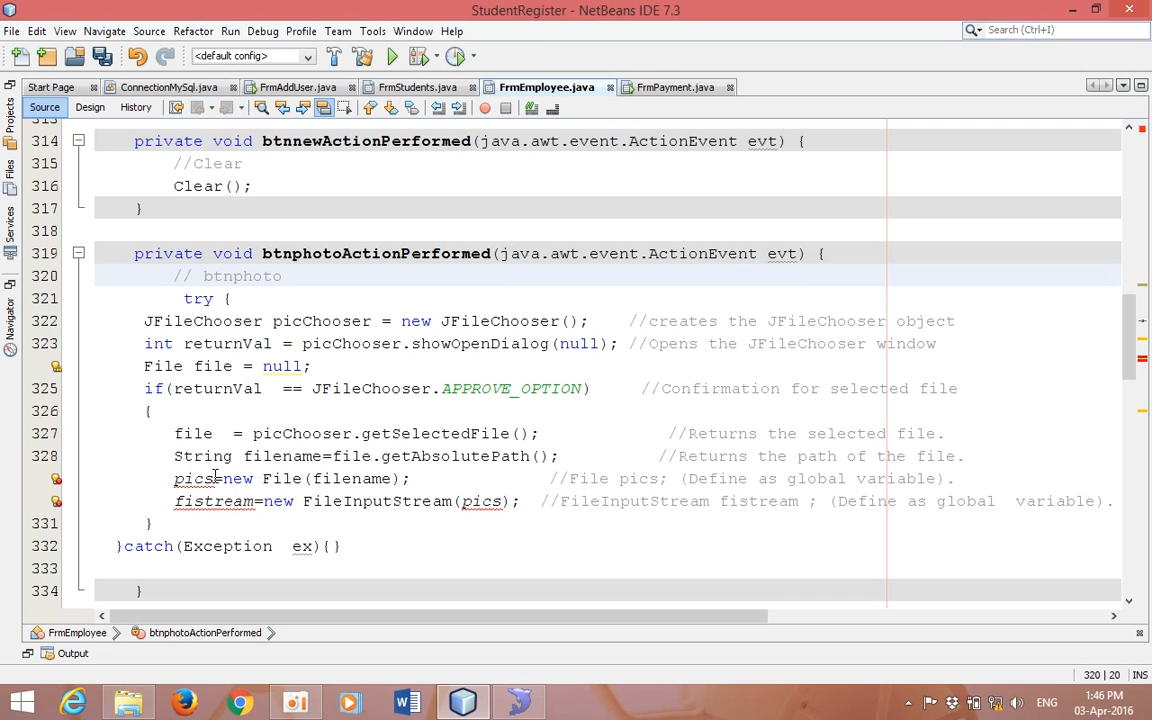 StudentRegister - NetBeans IDE 7.3
File Edit View Navigate Source Refactor Run Debug Profile Team Tools Window Help
Search (Ctrl+I)
<default config>
Start Page ConnectionMySql.java FrmAddUser.java FrmStudents.java FrmEmployee.java FrmPayment.java
Source Design History
Projects
Files
Services
Navigator
313
314 private void btnnewActionPerformed(java.awt.event.ActionEvent evt) {
315 //Clear
316 Clear();
317 }
318
319 private void btnphotoActionPerformed(java.awt.event.ActionEvent evt) {
320 // btnphoto
321 try {
322 JFileChooser picChooser = new JFileChooser(); //creates the JFileChooser object
323 int returnVal = picChooser.showOpenDialog(null); //Opens the JFileChooser window
File file = null;
325 if(returnVal == JFileChooser.APPROVE_OPTION) //Confirmation for selected file
326 {
327 file = picChooser.getSelectedFile(); //Returns the selected file.
328 String filename=file.getAbsolutePath(); //Returns the path of the file.
pics=new File(filename); //File pics; (Define as global variable).
fistream=new FileInputStream(pics); //FileInputStream fistream ; (Define as global variable).
331 }
332 }catch(Exception ex){}
333
334 }
FrmEmployee btnphotoActionPerformed
Output
320 | 20 INS
ENG
1:46 PM
03-Apr-2016